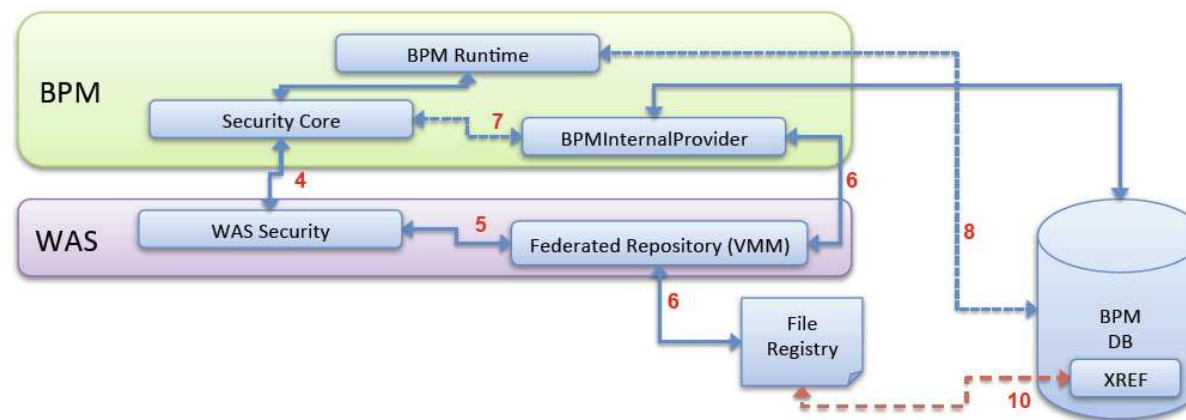 BPM Runtime
BPM
Security Core
7
BPMInternalProvider
4
6
WAS Security
5
WAS
Federated Repository (VMM)
8
6
File
Registry
BPM
DB
XREF
10